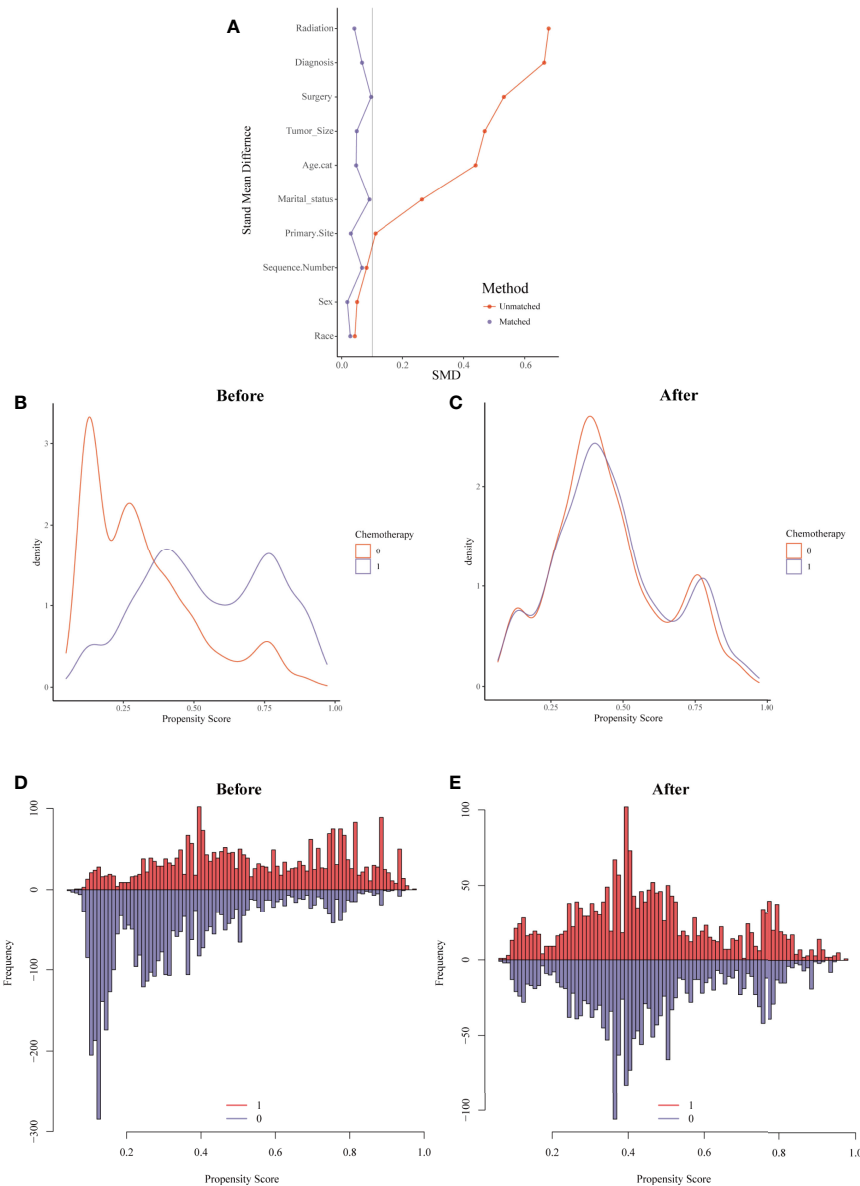 A
Stand Mean Differnce
Radiation
Diagnosis
Surgery
Tumor_Size
Age.cat
Marital_status
Primary.Site
Sequence.Number
Sex
Race
Method
Unmatched
Matched
0.0 0.2 0.4 0.6
SMD
B
Before
density
3
2
1
0
0.25 0.50 0.75 1.00
Propensity Score
Chemotherapy
0
1
C
After
density
2
1
0
0.25 0.50 0.75 1.00
Propensity Score
Chemotherapy
0
1
D
Before
Frequency
100
0
−100
−200
−300
1
0
0.2 0.4 0.6 0.8 1.0
Propensity Score
E
After
Frequency
100
50
0
−50
−100
1
0
0.2 0.4 0.6 0.8 1.0
Propensity Score